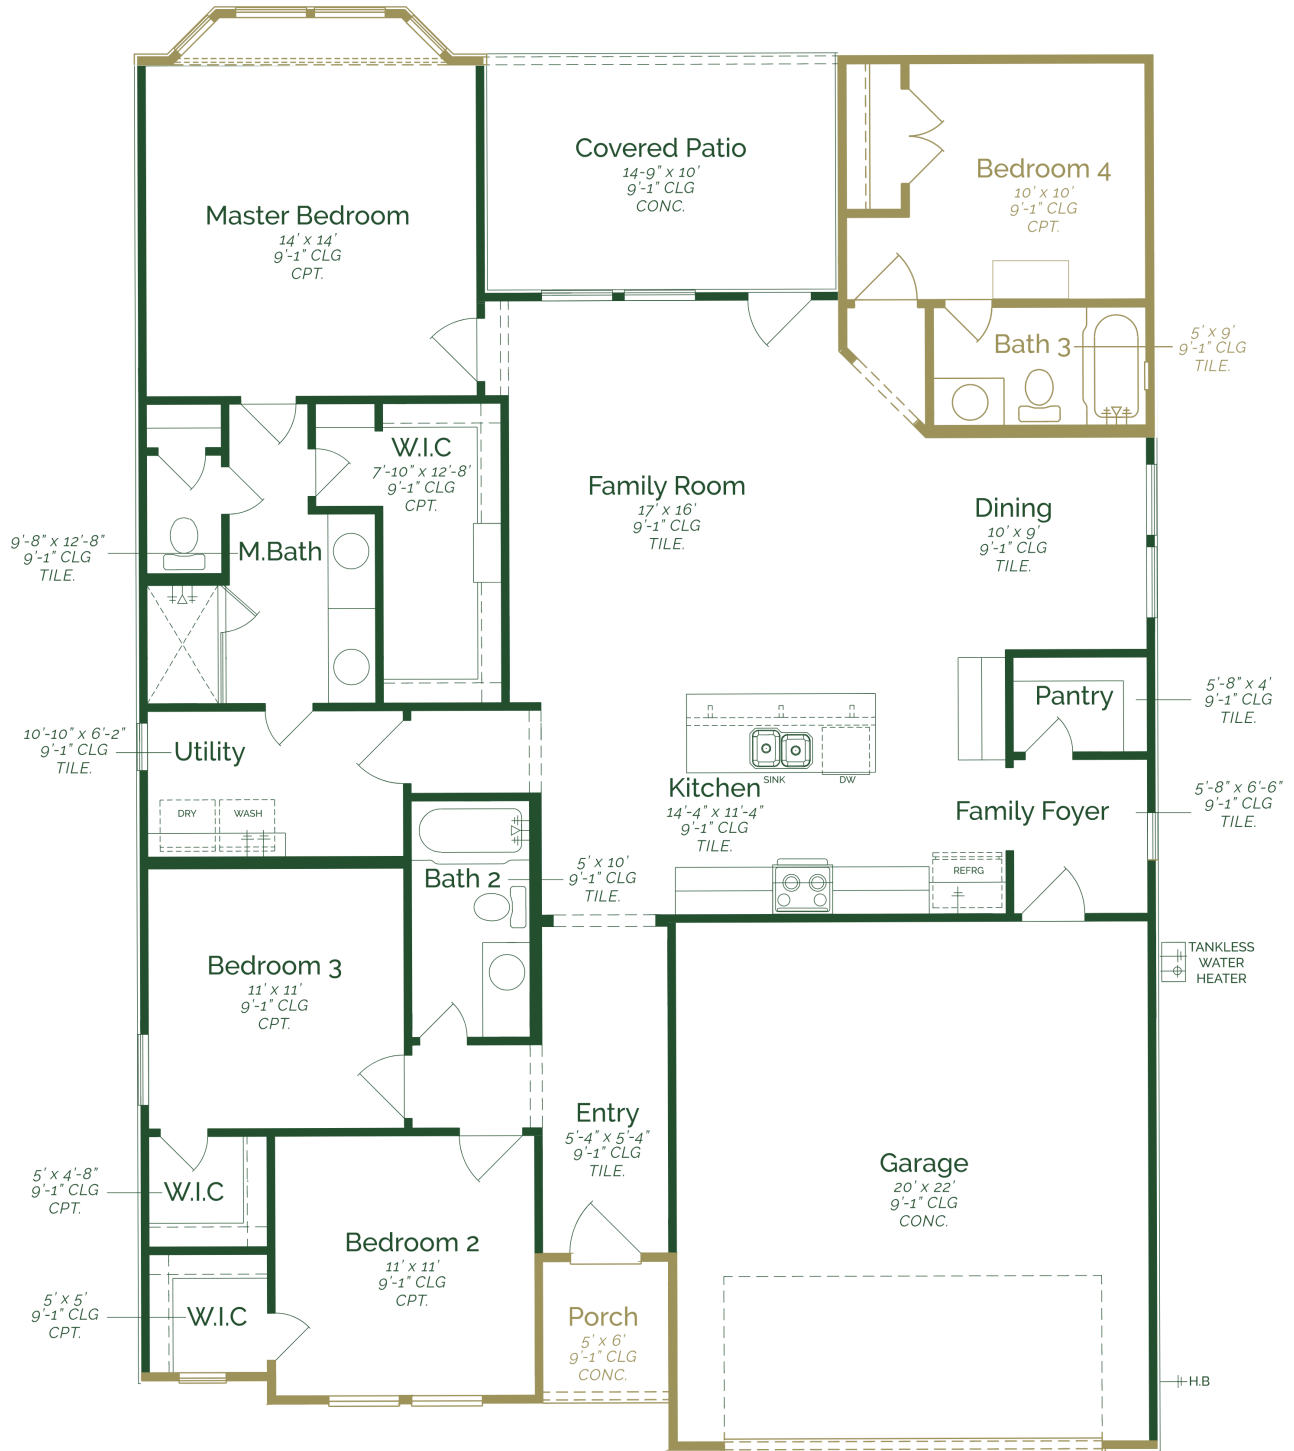 Covered Patio
14-9" x 10'
9'-1" CLG
CONC.
Bedroom 4
10' x 10'
9'-1" CLG
CPT.
Master Bedroom
14' x 14'
9'-1" CLG
CPT.
Bath 3
5' x 9'
9'-1" CLG
TILE.
W.I.C
7'-10" x 12'-8'
9'-1" CLG
CPT.
Family Room
17' x 16'
9'-1" CLG
TILE.
Dining
10' x 9'
9'-1" CLG
TILE.
9'-8" x 12'-8"
9'-1" CLG
TILE.
M.Bath
Pantry
5'-8" x 4'
9'-1" CLG
TILE.
10'-10" x 6'-2"
9'-1" CLG
TILE.
Utility
DRY
WASH
SINK
DW
Kitchen
14'-4" x 11'-4"
9'-1" CLG
TILE.
Family Foyer
5'-8" x 6'-6"
9'-1" CLG
TILE.
REFRG
Bath 2
5' x 10'
9'-1" CLG
TILE.
TANKLESS
WATER
HEATER
Bedroom 3
11' x 11'
9'-1" CLG
CPT.
Entry
5'-4" x 5'-4"
9'-1" CLG
TILE.
Garage
20' x 22'
9'-1" CLG
CONC.
5' x 4'-8"
9'-1" CLG
CPT.
W.I.C
Bedroom 2
11' x 11'
9'-1" CLG
CPT.
5' x 5'
9'-1" CLG
CPT.
W.I.C
Porch
5' x 6'
9'-1" CLG
CONC.
H.B